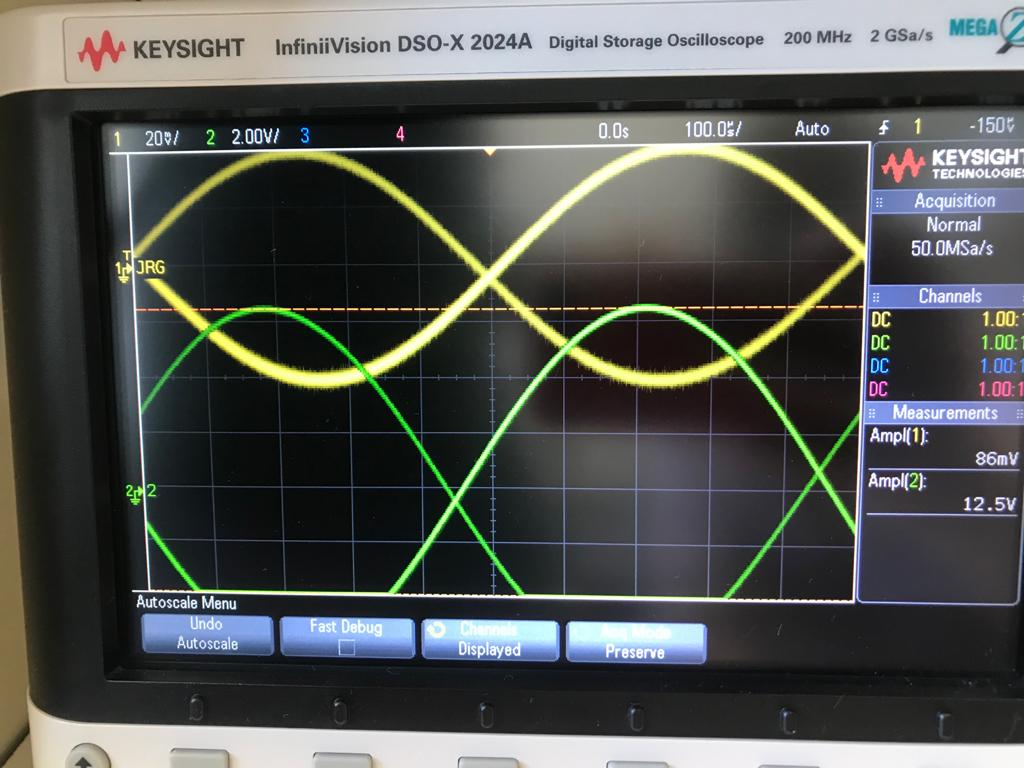 KEYSIGHT InfiniiVision DSO-X 2024A Digital Storage Oscilloscope 200 MHz 2 GSa/s MEGA Z
1 20mV/ 2 2.00V/ 3 4 0.0s 100.0us/ Auto 1 -150mV
KEYSIGHT
TECHNOLOGIES
Acquisition
Normal
50.0MSa/s
T
1 JRG
Channels
DC 1.00:1
DC 1.00:1
DC 1.00:1
DC 1.00:1
Measurements
Ampl(1):
86mV
Ampl(2):
12.5V
2 2
Autoscale Menu
Undo
Autoscale
Fast Debug
Channels
Displayed
Acq Mode
Preserve